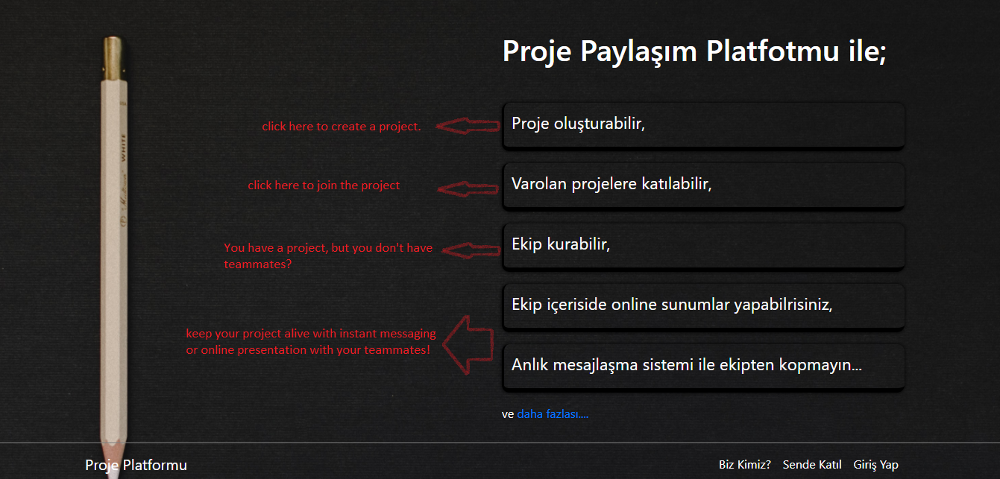 Proje Paylaşım Platfotmu ile;
click here to create a project.
Proje oluşturabilir,
click here to join the project
Varolan projelere katılabilir,
You have a project, but you don't have
teammates?
Ekip kurabilir,
Ekip içeriside online sunumlar yapabilrisiniz,
keep your project alive with instant messaging
or online presentation with your teammates!
Anlık mesajlaşma sistemi ile ekipten kopmayın...
ve daha fazlası....
WHITE
Proje Platformu
Biz Kimiz?
Sende Katıl
Giriş Yap